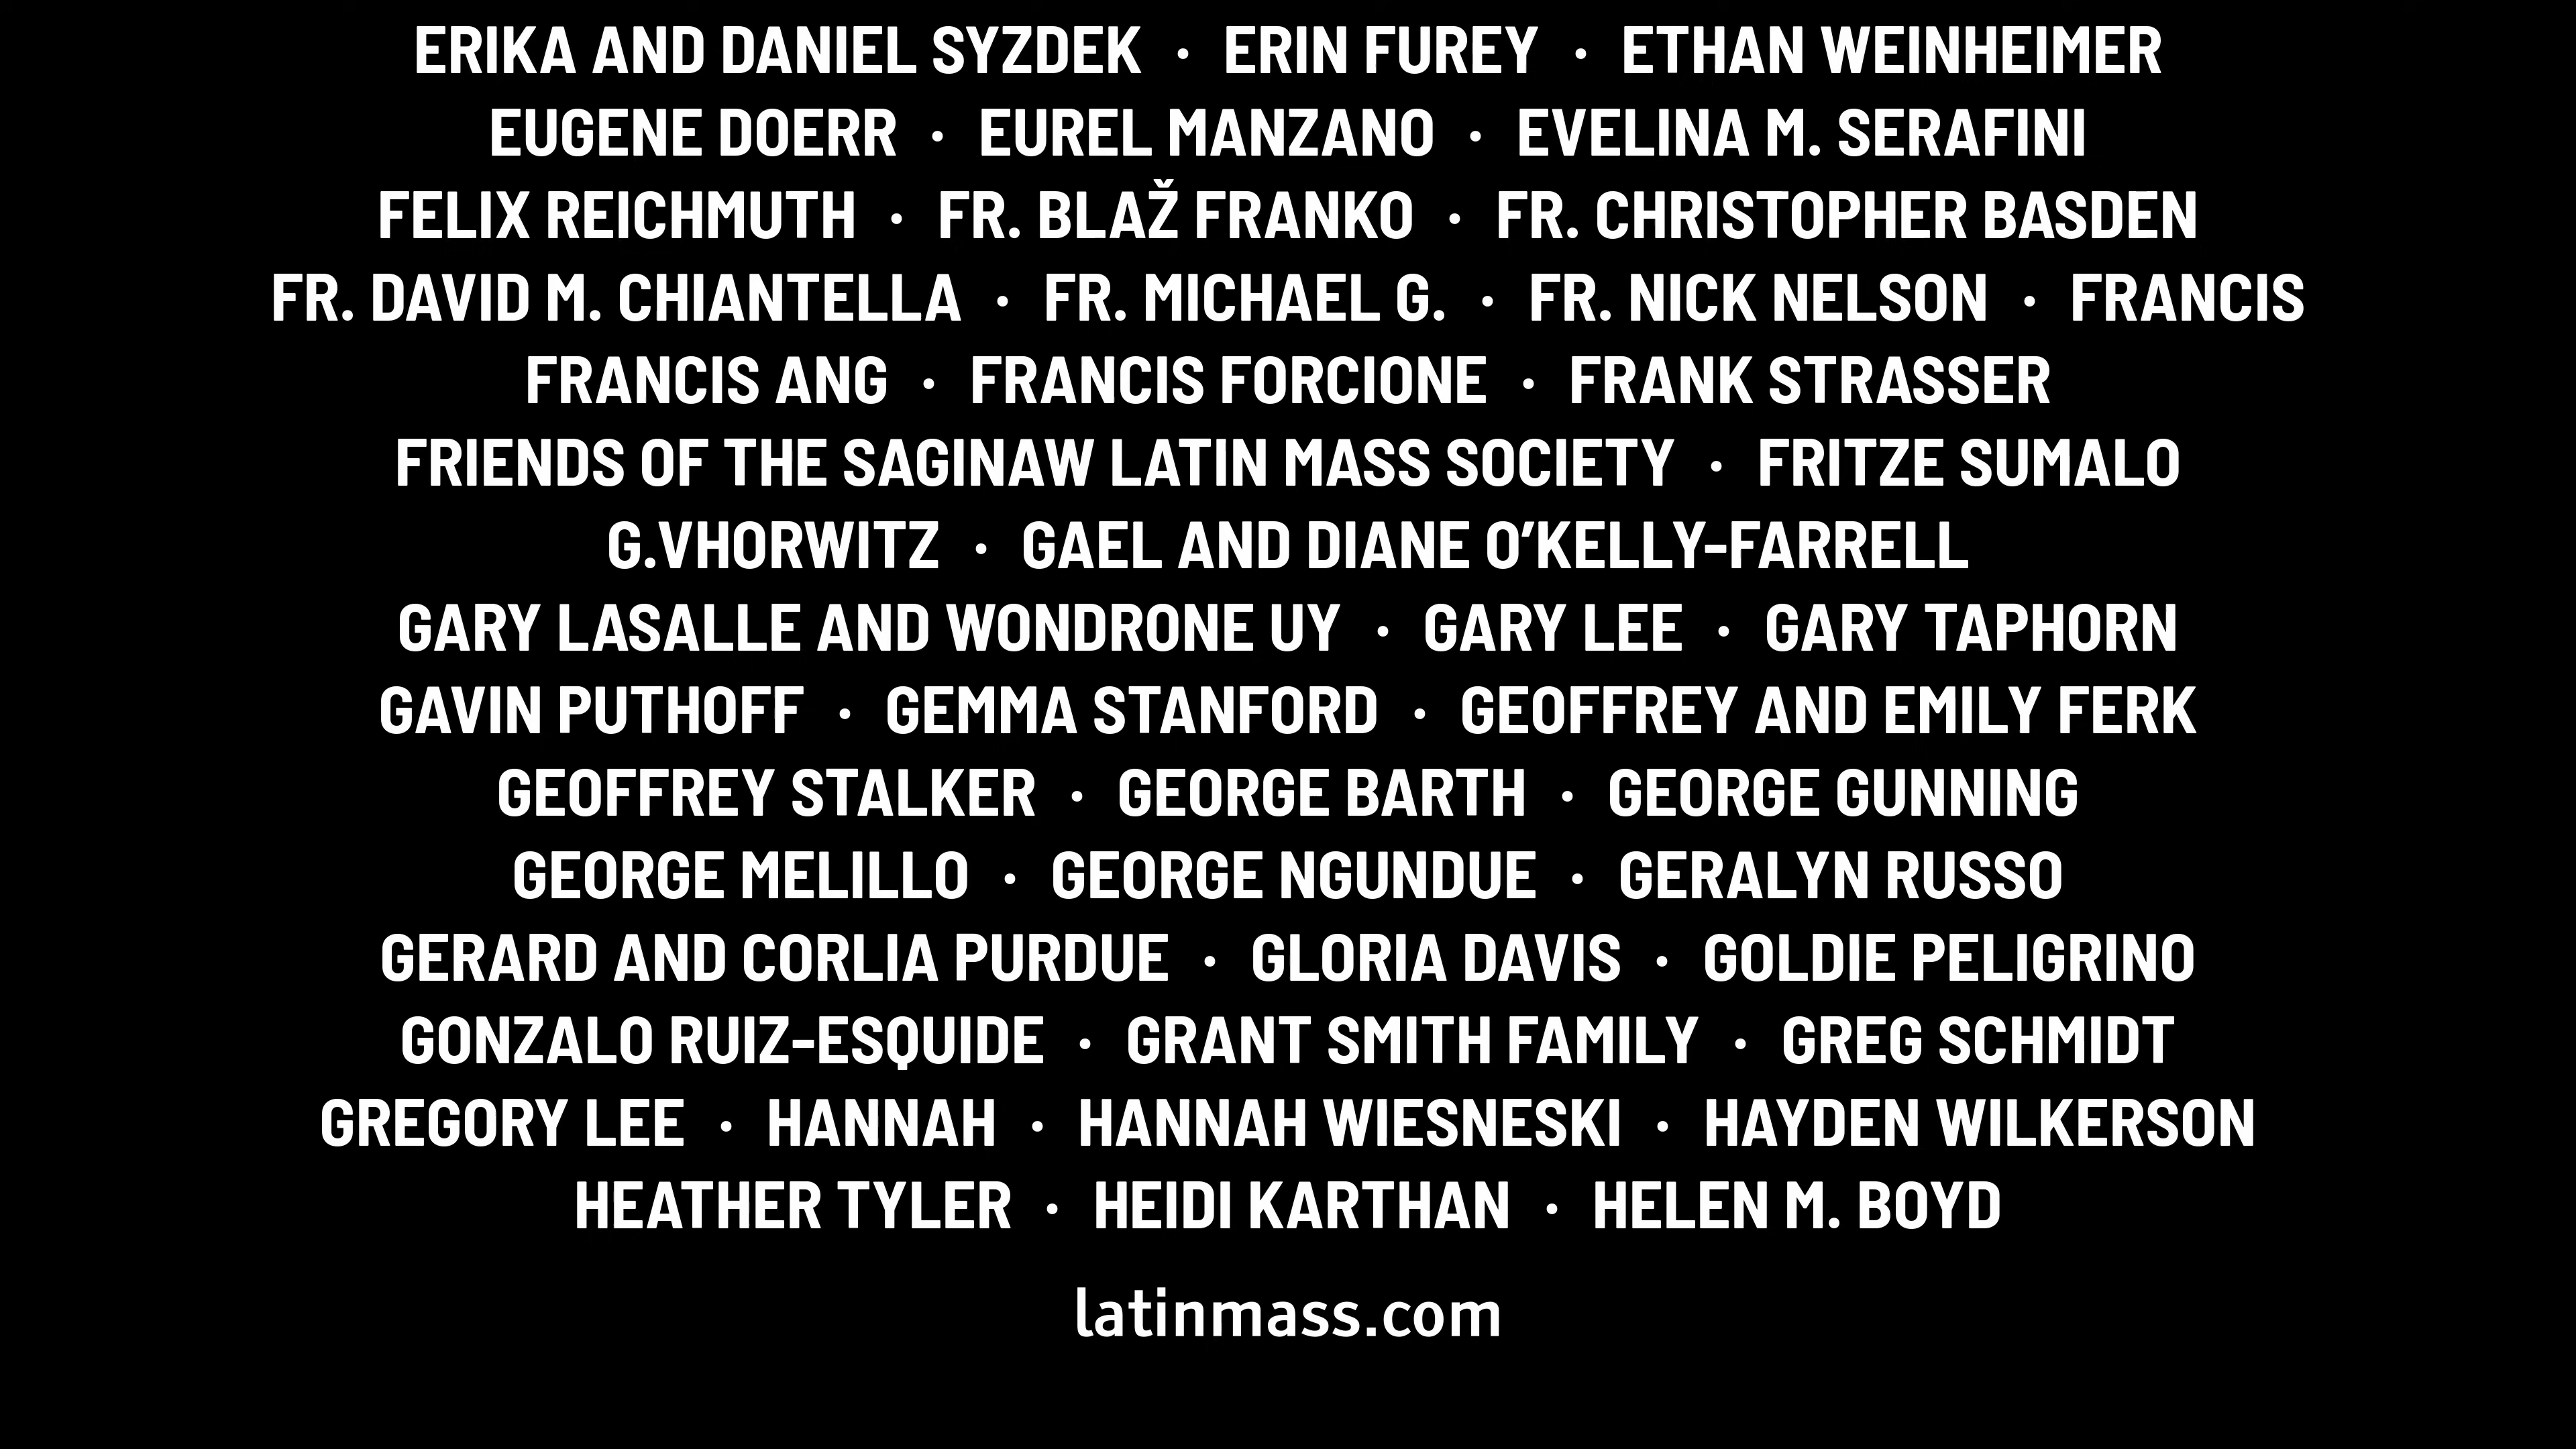 ERIKA AND DANIEL SYZDEK · ERIN FUREY · ETHAN WEINHEIMER
EUGENE DOERR · EUREL MANZANO · EVELINA M. SERAFINI
FELIX REICHMUTH · FR. BLAŽ FRANKO · FR. CHRISTOPHER BASDEN
FR. DAVID M. CHIANTELLA · FR. MICHAEL G. · FR. NICK NELSON · FRANCIS
FRANCIS ANG · FRANCIS FORCIONE · FRANK STRASSER
FRIENDS OF THE SAGINAW LATIN MASS SOCIETY · FRITZE SUMALO
G.VHORWITZ · GAEL AND DIANE O’KELLY-FARRELL
GARY LASALLE AND WONDRONE UY · GARY LEE · GARY TAPHORN
GAVIN PUTHOFF · GEMMA STANFORD · GEOFFREY AND EMILY FERK
GEOFFREY STALKER · GEORGE BARTH · GEORGE GUNNING
GEORGE MELILLO · GEORGE NGUNDUE · GERALYN RUSSO
GERARD AND CORLIA PURDUE · GLORIA DAVIS · GOLDIE PELIGRINO
GONZALO RUIZ-ESQUIDE · GRANT SMITH FAMILY · GREG SCHMIDT
GREGORY LEE · HANNAH · HANNAH WIESNESKI · HAYDEN WILKERSON
HEATHER TYLER · HEIDI KARTHAN · HELEN M. BOYD
latinmass.com